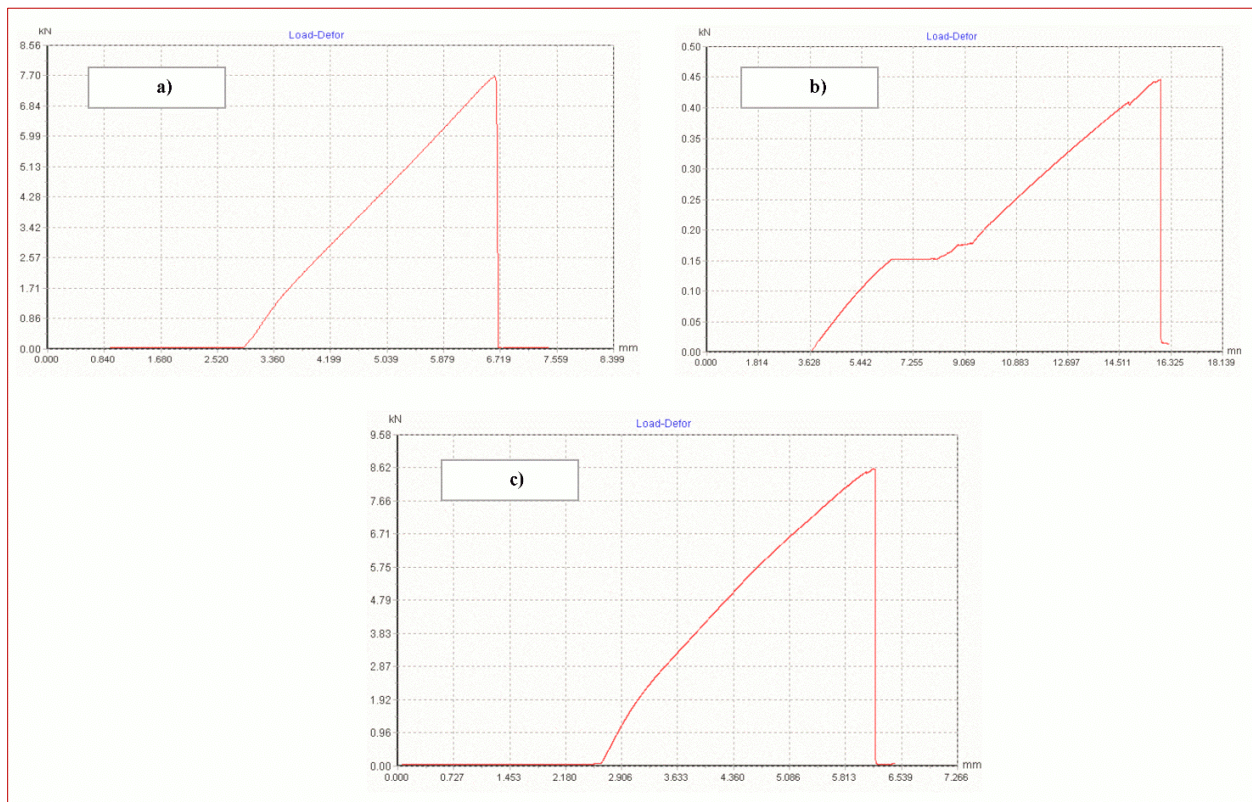 kN
Load-Defor
8.56
a)
7.70
6.84
5.99
5.13
4.28
3.42
2.57
1.71
0.86
0.00
0.000 0.840 1.680 2.520 3.360 4.199 5.039 5.879 6.719 7.559 8.399
mm
kN
Load-Defor
0.50
b)
0.45
0.40
0.35
0.30
0.25
0.20
0.15
0.10
0.05
0.00
0.000 1.814 3.628 5.442 7.255 9.069 10.883 12.697 14.511 16.325 18.139
mm
kN
Load-Defor
9.58
c)
8.62
7.66
6.71
5.75
4.79
3.83
2.87
1.92
0.96
0.00
0.000 0.727 1.453 2.180 2.906 3.633 4.360 5.086 5.813 6.539 7.266
mm